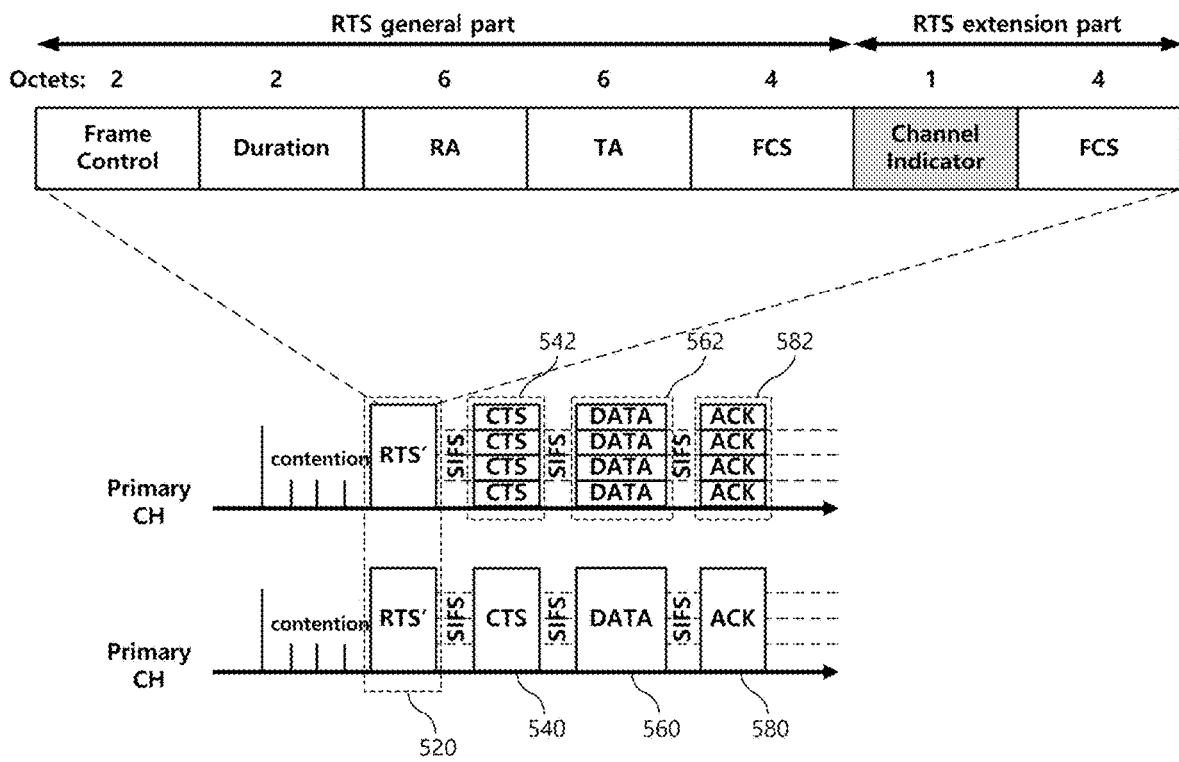 RTS general part RTS extension part
Octets: 2 2 6 6 4 1 4
Frame Control Duration RA TA FCS Channel Indicator FCS
542 562 582
contention RTS' SIFS CTS SIFS DATA SIFS ACK
CTS DATA ACK
CTS DATA ACK
CTS DATA ACK
Primary
CH
contention RTS' SIFS CTS SIFS DATA SIFS ACK
Primary
CH
520 540 560 580